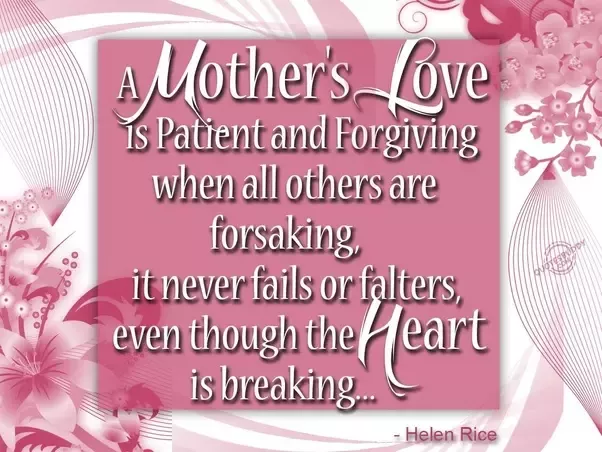 A Mother's Love
is Patient and Forgiving
when all others are
forsaking,
it never fails or falters,
even though the Heart
is breaking...
- Helen Rice